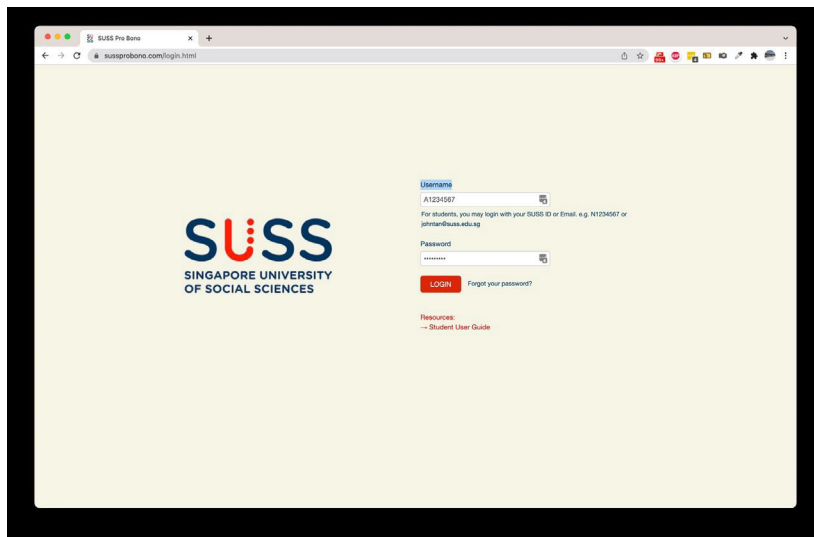 SUSS Pro Bono
sussprobono.com/login.html
Username
A1234567
For students, you may login with your SUSS ID or Email. e.g. N1234567 or
johntan@suss.edu.sg
Password
LOGIN Forgot your password?
Resources:
→ Student User Guide
SUSS
SINGAPORE UNIVERSITY
OF SOCIAL SCIENCES